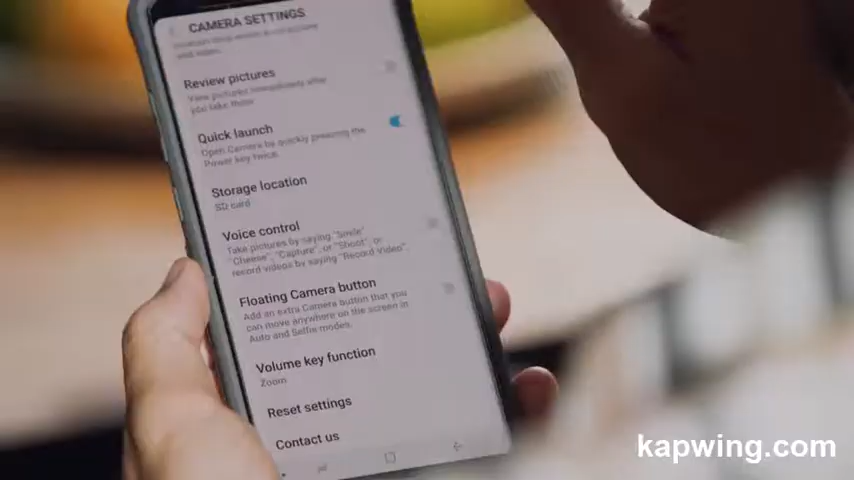 CAMERA SETTINGS
and video.
Review pictures
View pictures immediately after
you take them.
Quick launch
Open Camera by quickly pressing the
Power key twice.
Storage location
SD card
Voice control
Take pictures by saying "Smile",
"Cheese", "Capture", or "Shoot", or
record videos by saying "Record Video".
Floating Camera button
Add an extra Camera button that you
can move anywhere on the screen in
Auto and Selfie modes.
Volume key function
Zoom
Reset settings
Contact us
kapwing.com